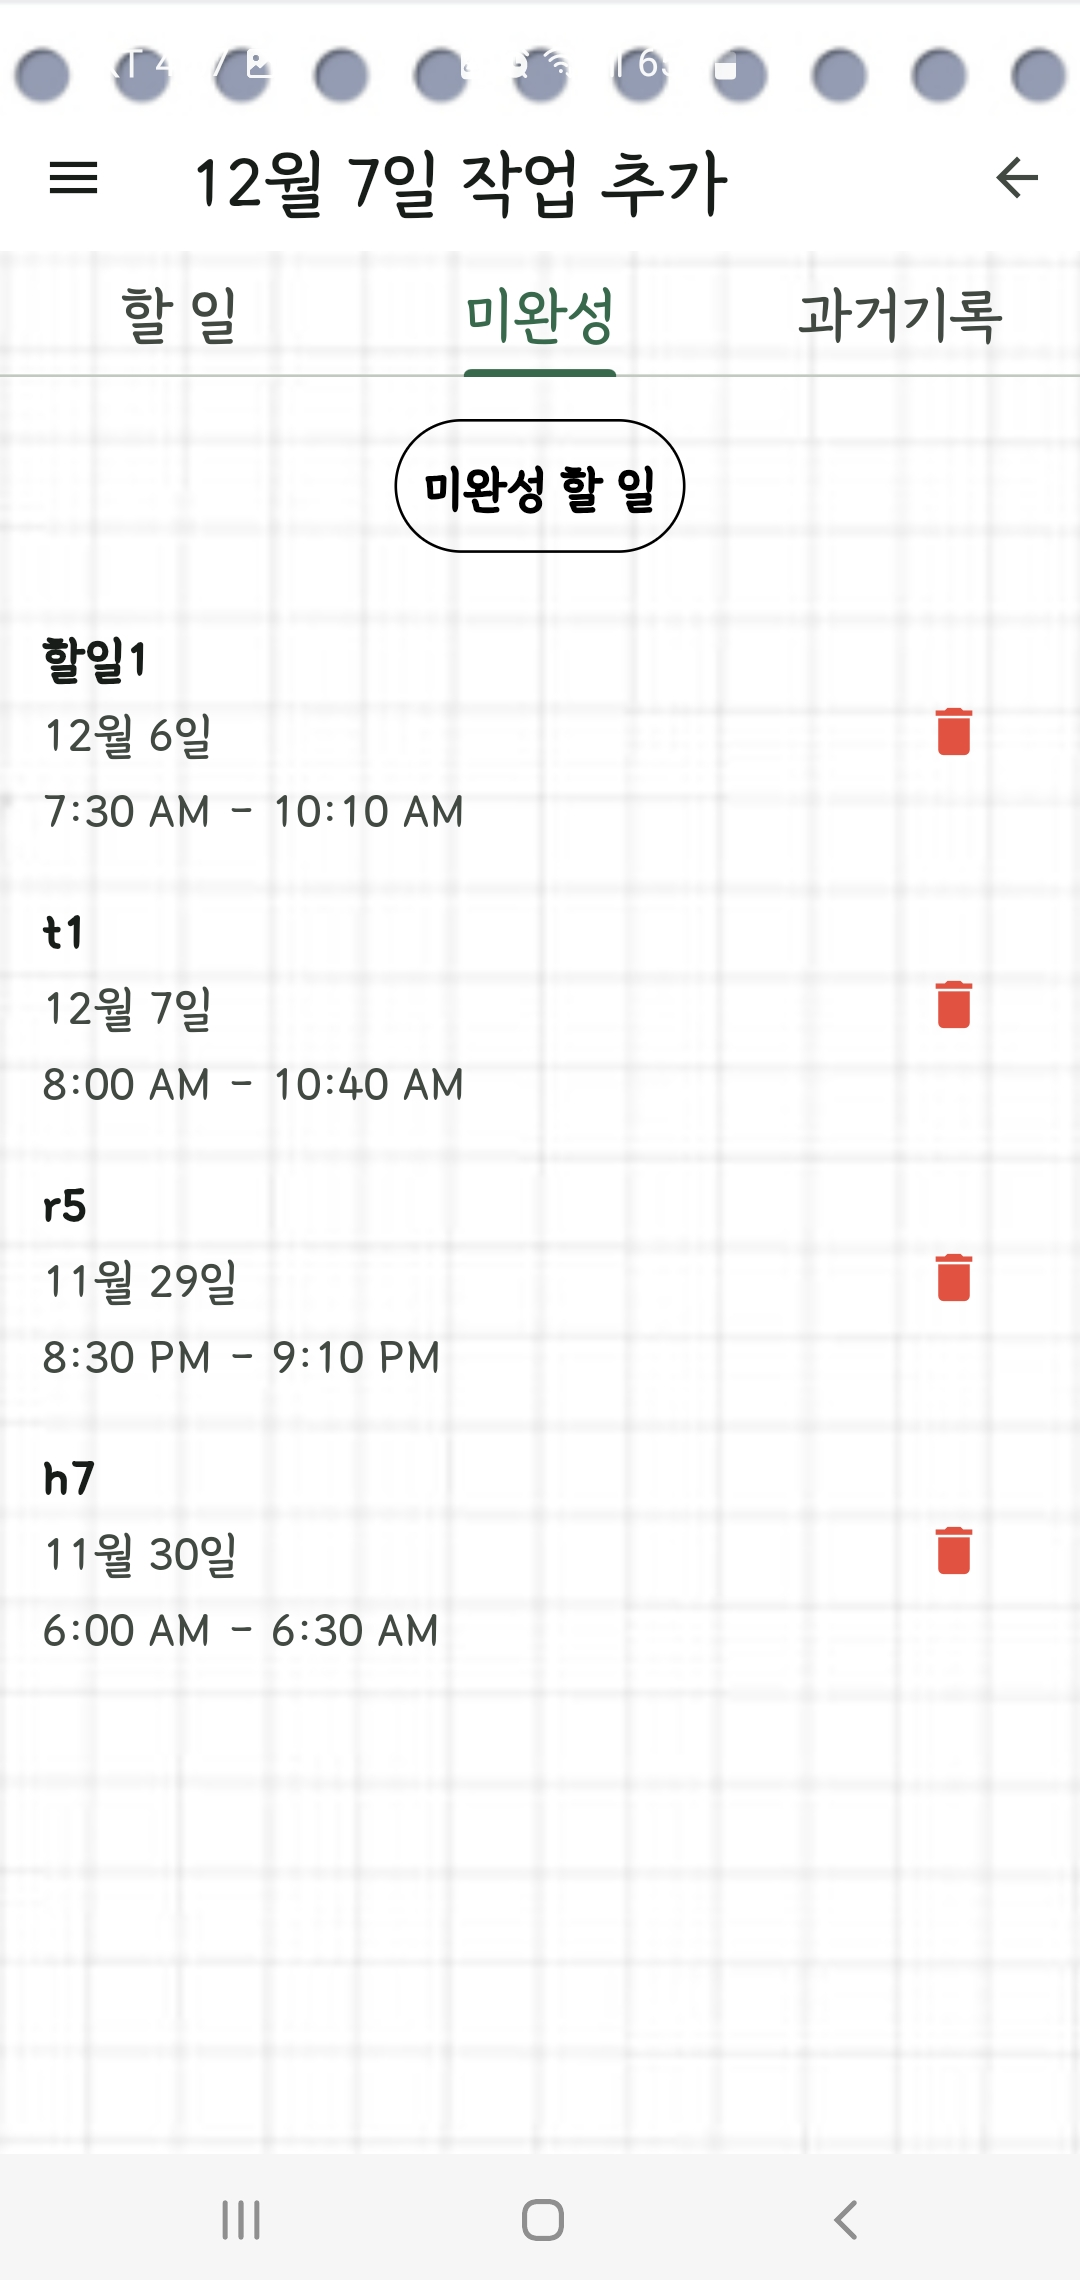 12월 7일 작업 추가
할 일 미완성 과거기록
미완성 할 일
할일1
12월 6일
7:30 AM - 10:10 AM
t1
12월 7일
8:00 AM - 10:40 AM
r5
11월 29일
8:30 PM - 9:10 PM
h7
11월 30일
6:00 AM - 6:30 AM